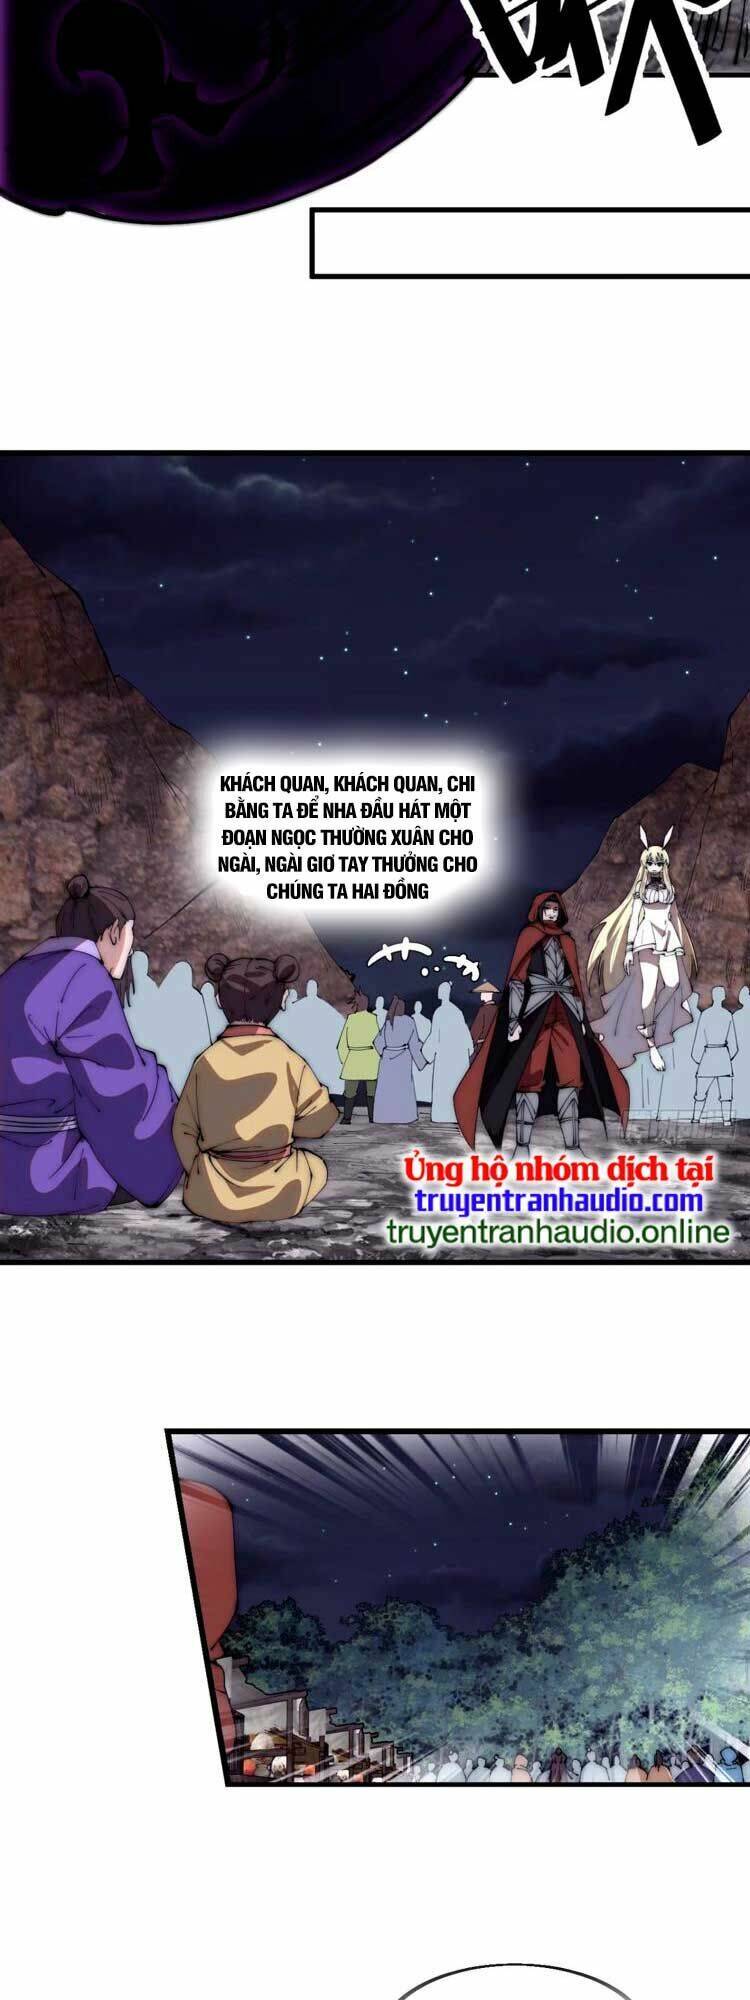 KHÁCH QUAN, KHÁCH QUAN, CHI
BẰNG TA ĐỂ NHA ĐẦU HÁT MỘT
ĐOẠN NGỌC THƯỜNG XUÂN CHO
NGÀI, NGÀI GIƠ TAY THƯỞNG CHO
CHÚNG TA HAI ĐỒNG
Ủng hộ nhóm dịch tại
truyentranhaudio.com
truyentranhaudio.online